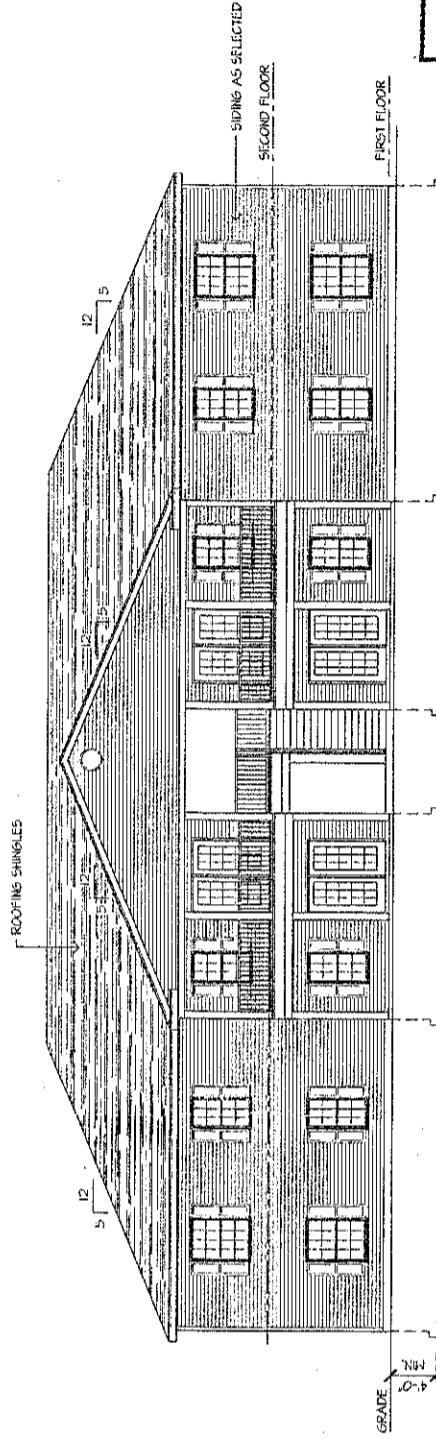 ROOFING SHINGLES
12
5
12
5
12
5
12
5
SIDING AS SELECTED
SECOND FLOOR
FIRST FLOOR
GRADE
4'-0"
MIN.